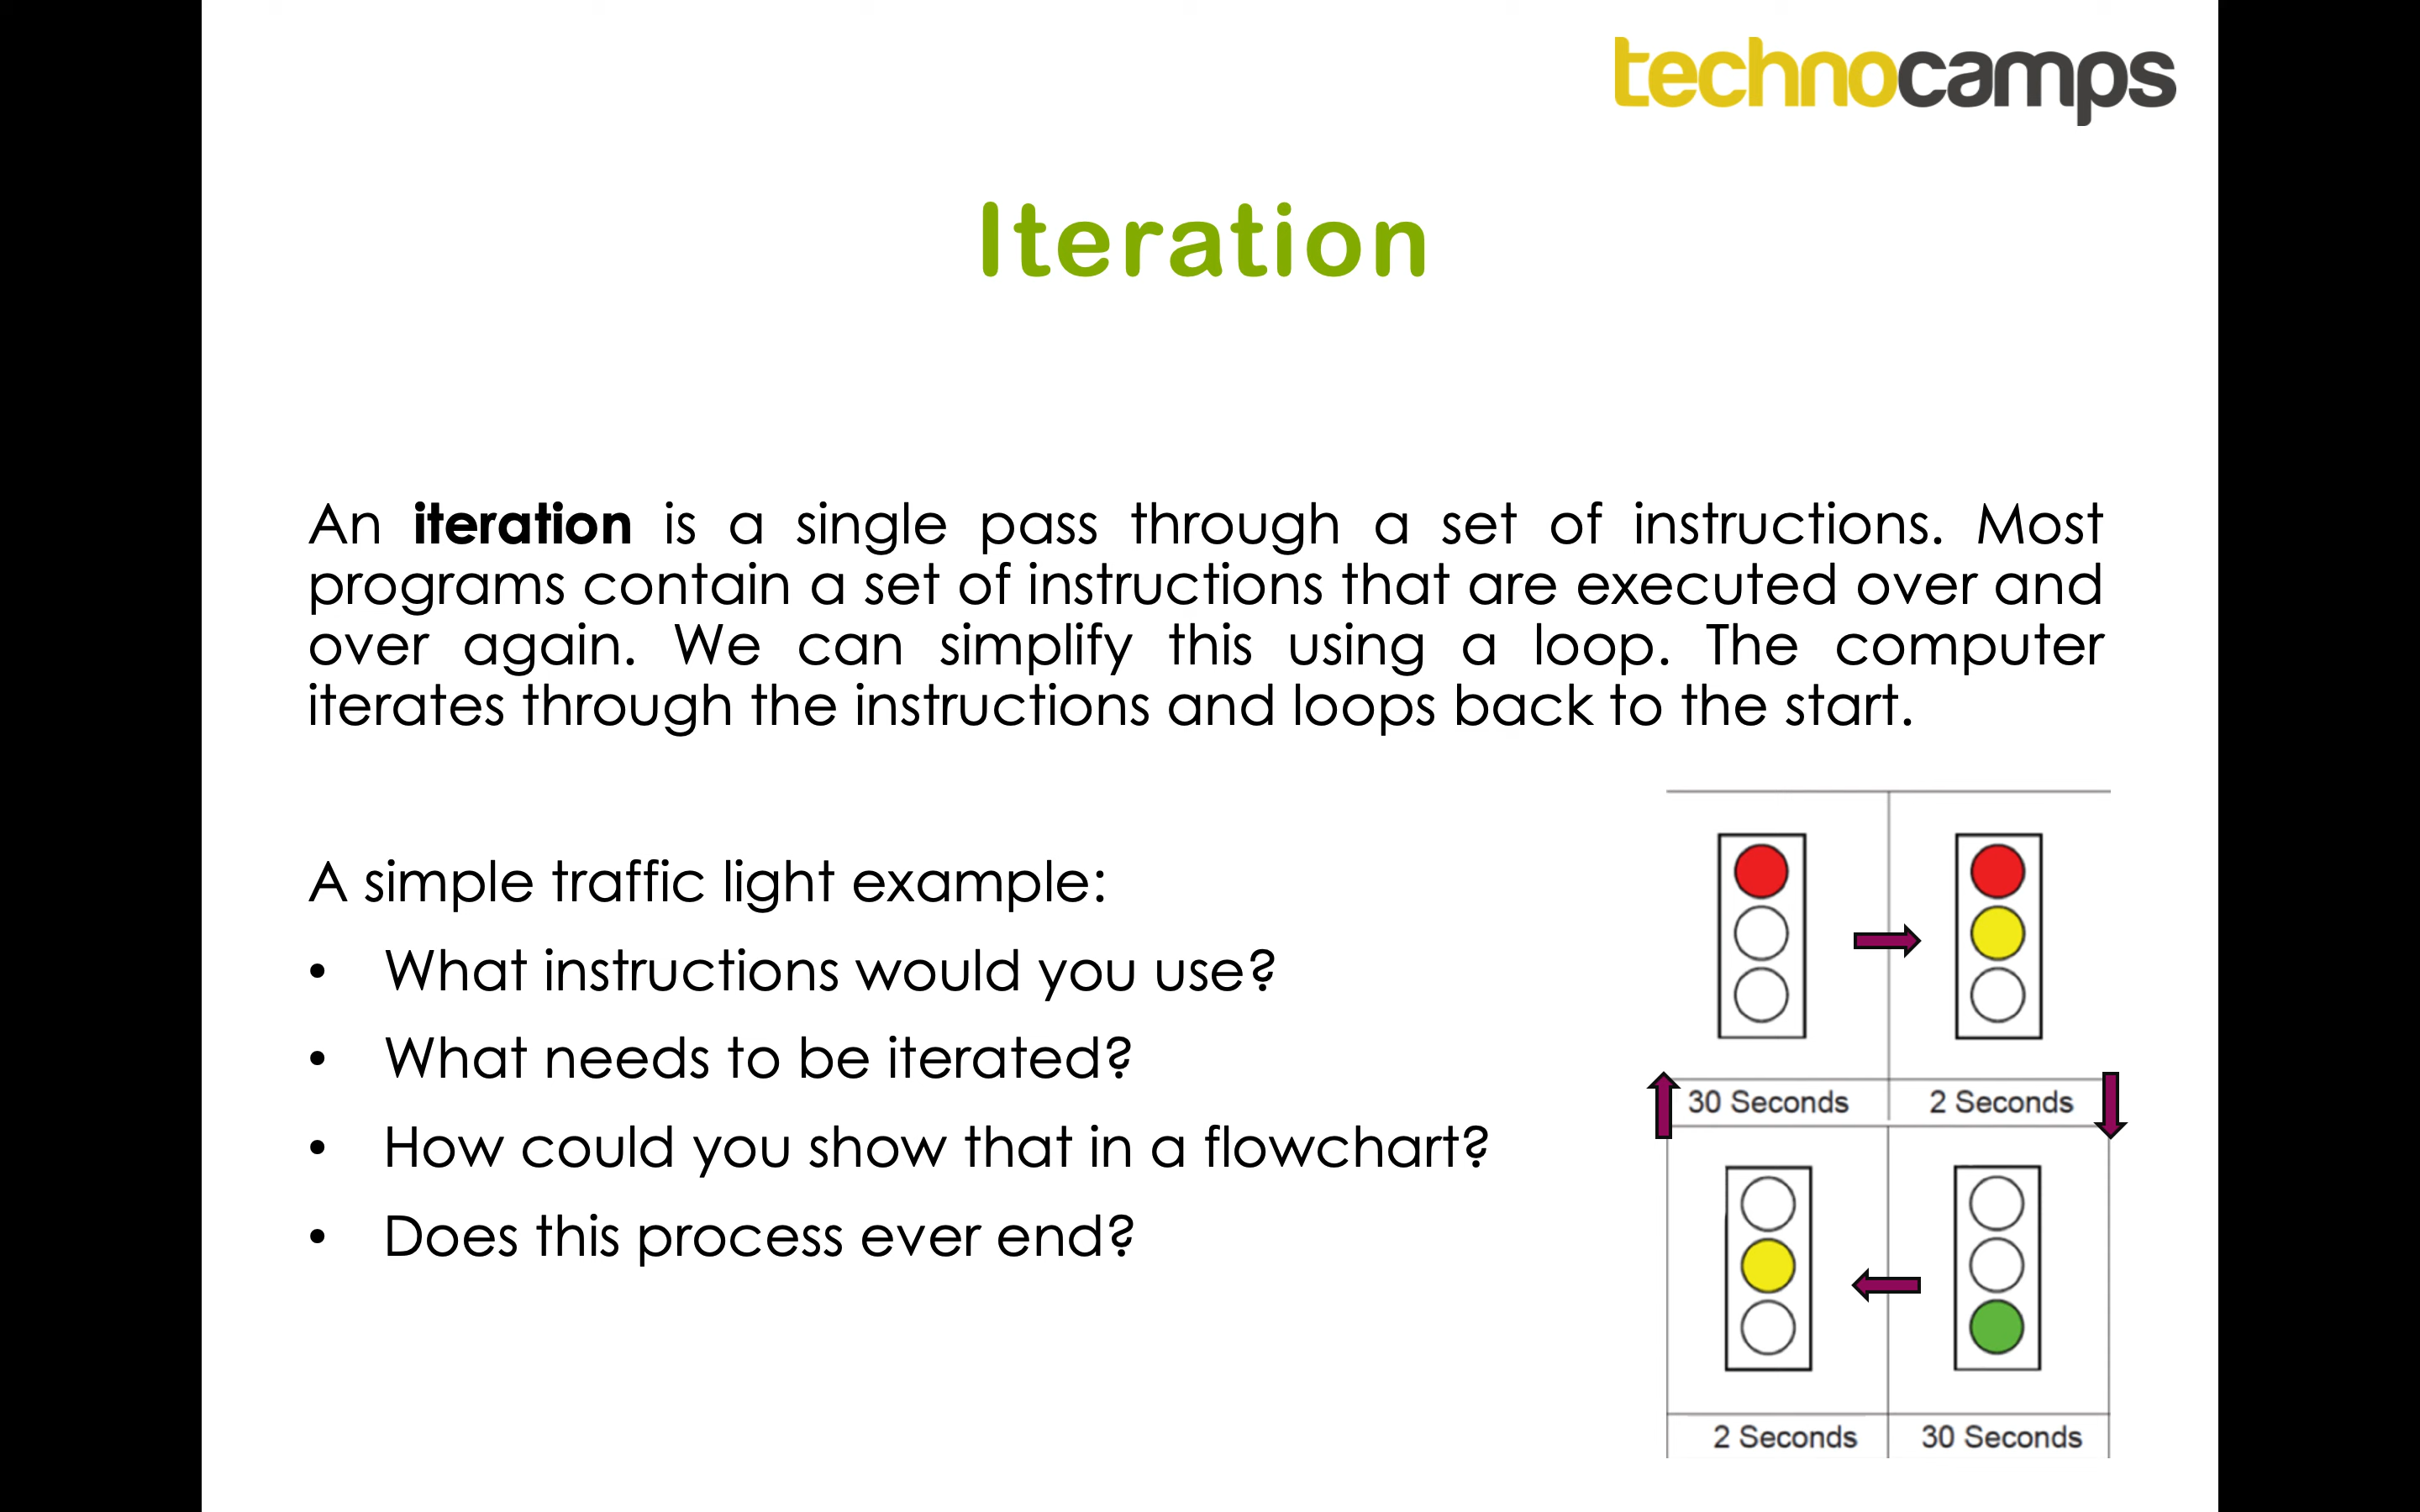 technocamps
Iteration
An iteration is a single pass through a set of instructions. Most
programs contain a set of instructions that are executed over and
over again. We can simplify this using a loop. The computer
iterates through the instructions and loops back to the start.
A simple traffic light example:
• What instructions would you use?
• What needs to be iterated?
• How could you show that in a flowchart?
• Does this process ever end?
30 Seconds
2 Seconds
2 Seconds
30 Seconds